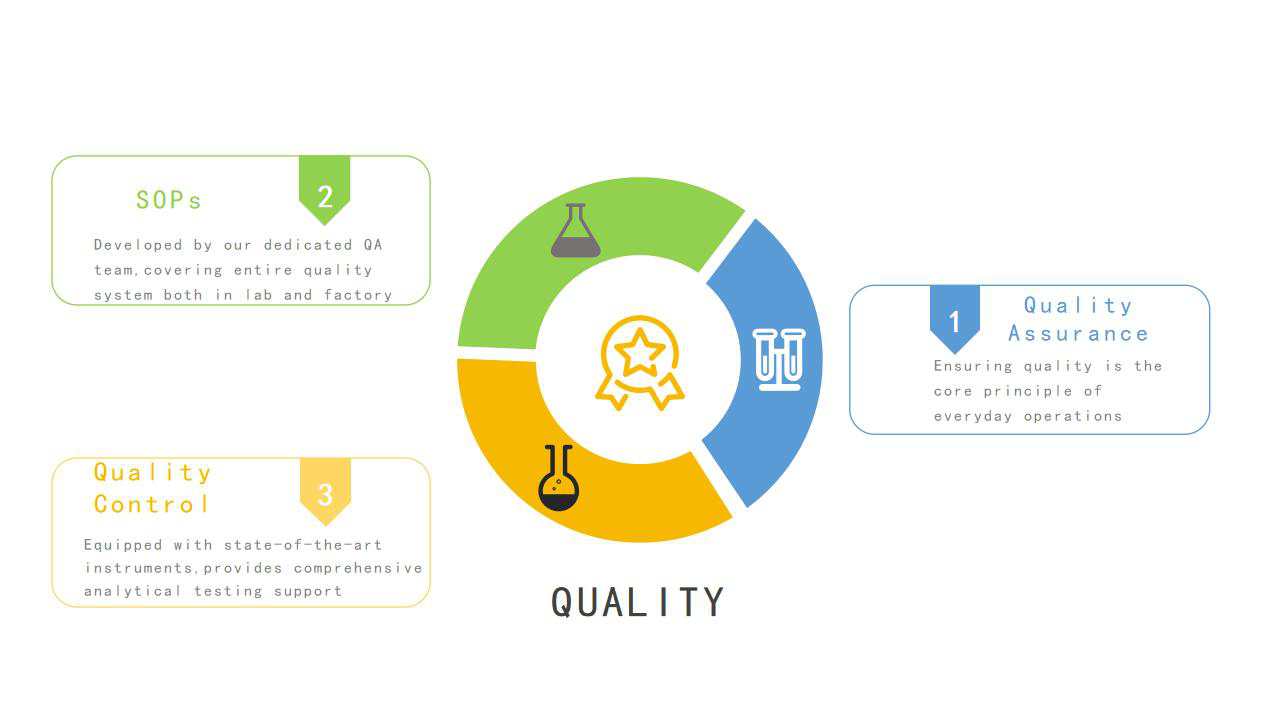 2
SOPs
Developed by our dedicated QA
team,covering entire quality
system both in lab and factory
1
Quality
Assurance
Ensuring quality is the
core principle of
everyday operations
3
Quality
Control
Equipped with state-of-the-art
instruments,provides comprehensive
analytical testing support
QUALITY